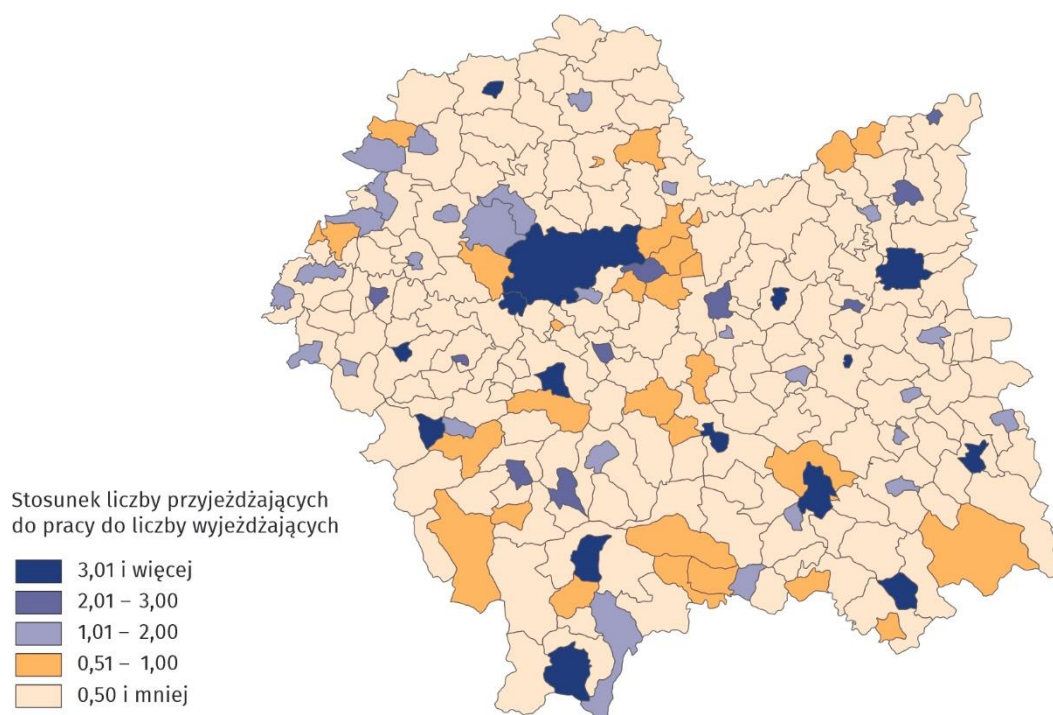 Stosunek liczby przyjeżdżających
do pracy do liczby wyjeżdżających
3,01 i więcej
2,01 – 3,00
1,01 – 2,00
0,51 – 1,00
0,50 i mniej